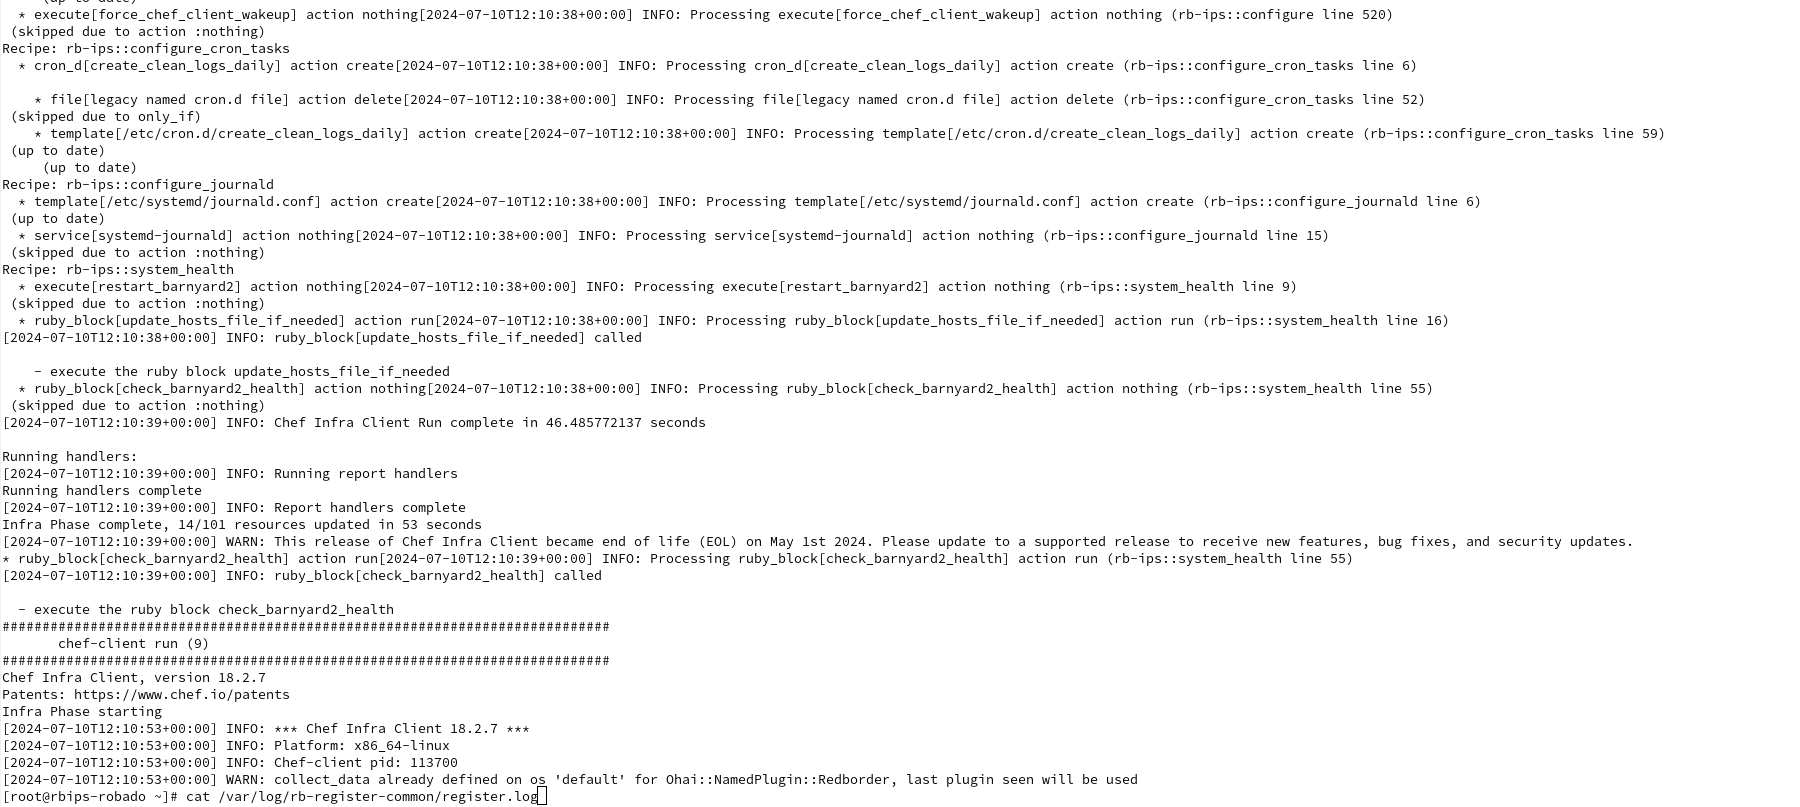 (up to date)
  * execute[force_chef_client_wakeup] action nothing[2024-07-10T12:10:38+00:00] INFO: Processing execute[force_chef_client_wakeup] action nothing (rb-ips::configure line 520)
 (skipped due to action :nothing)
Recipe: rb-ips::configure_cron_tasks
  * cron_d[create_clean_logs_daily] action create[2024-07-10T12:10:38+00:00] INFO: Processing cron_d[create_clean_logs_daily] action create (rb-ips::configure_cron_tasks line 6)

    * file[legacy named cron.d file] action delete[2024-07-10T12:10:38+00:00] INFO: Processing file[legacy named cron.d file] action delete (rb-ips::configure_cron_tasks line 52)
 (skipped due to only_if)
    * template[/etc/cron.d/create_clean_logs_daily] action create[2024-07-10T12:10:38+00:00] INFO: Processing template[/etc/cron.d/create_clean_logs_daily] action create (rb-ips::configure_cron_tasks line 59)
 (up to date)
     (up to date)
Recipe: rb-ips::configure_journald
  * template[/etc/systemd/journald.conf] action create[2024-07-10T12:10:38+00:00] INFO: Processing template[/etc/systemd/journald.conf] action create (rb-ips::configure_journald line 6)
 (up to date)
  * service[systemd-journald] action nothing[2024-07-10T12:10:38+00:00] INFO: Processing service[systemd-journald] action nothing (rb-ips::configure_journald line 15)
 (skipped due to action :nothing)
Recipe: rb-ips::system_health
  * execute[restart_barnyard2] action nothing[2024-07-10T12:10:38+00:00] INFO: Processing execute[restart_barnyard2] action nothing (rb-ips::system_health line 9)
 (skipped due to action :nothing)
  * ruby_block[update_hosts_file_if_needed] action run[2024-07-10T12:10:38+00:00] INFO: Processing ruby_block[update_hosts_file_if_needed] action run (rb-ips::system_health line 16)
[2024-07-10T12:10:38+00:00] INFO: ruby_block[update_hosts_file_if_needed] called

    - execute the ruby block update_hosts_file_if_needed
  * ruby_block[check_barnyard2_health] action nothing[2024-07-10T12:10:38+00:00] INFO: Processing ruby_block[check_barnyard2_health] action nothing (rb-ips::system_health line 55)
 (skipped due to action :nothing)
[2024-07-10T12:10:39+00:00] INFO: Chef Infra Client Run complete in 46.485772137 seconds

Running handlers:
[2024-07-10T12:10:39+00:00] INFO: Running report handlers
Running handlers complete
[2024-07-10T12:10:39+00:00] INFO: Report handlers complete
Infra Phase complete, 14/101 resources updated in 53 seconds
[2024-07-10T12:10:39+00:00] WARN: This release of Chef Infra Client became end of life (EOL) on May 1st 2024. Please update to a supported release to receive new features, bug fixes, and security updates.
* ruby_block[check_barnyard2_health] action run[2024-07-10T12:10:39+00:00] INFO: Processing ruby_block[check_barnyard2_health] action run (rb-ips::system_health line 55)
[2024-07-10T12:10:39+00:00] INFO: ruby_block[check_barnyard2_health] called

  - execute the ruby block check_barnyard2_health
############################################################################
       chef-client run (9)
############################################################################
Chef Infra Client, version 18.2.7
Patents: https://www.chef.io/patents
Infra Phase starting
[2024-07-10T12:10:53+00:00] INFO: *** Chef Infra Client 18.2.7 ***
[2024-07-10T12:10:53+00:00] INFO: Platform: x86_64-linux
[2024-07-10T12:10:53+00:00] INFO: Chef-client pid: 113700
[2024-07-10T12:10:53+00:00] WARN: collect_data already defined on os 'default' for Ohai::NamedPlugin::Redborder, last plugin seen will be used
[root@rbips-robado ~]# cat /var/log/rb-register-common/register.log